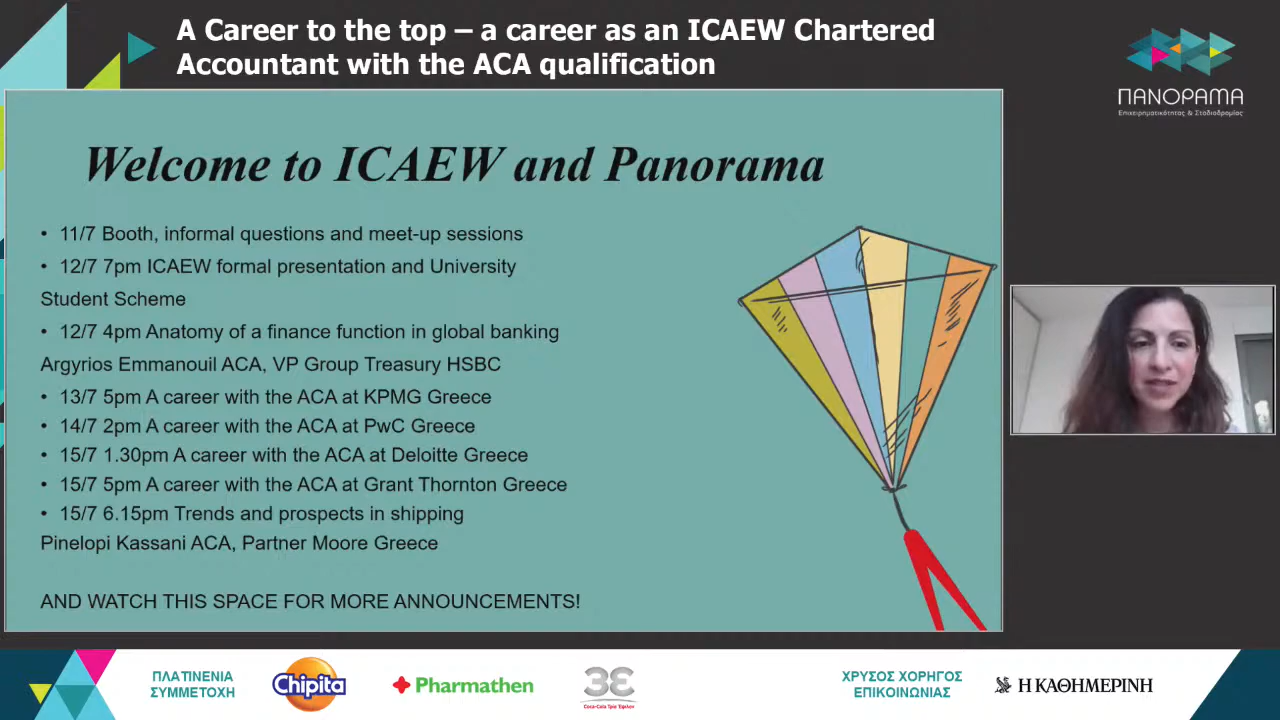 A Career to the top – a career as an ICAEW Chartered
Accountant with the ACA qualification
ΠΑΝΟΡΑΜΑ
Επιχειρηματικότητας & Σταδιοδρομίας
Welcome to ICAEW and Panorama
• 11/7 Booth, informal questions and meet-up sessions
• 12/7 7pm ICAEW formal presentation and University
Student Scheme
• 12/7 4pm Anatomy of a finance function in global banking
Argyrios Emmanouil ACA, VP Group Treasury HSBC
• 13/7 5pm A career with the ACA at KPMG Greece
• 14/7 2pm A career with the ACA at PwC Greece
• 15/7 1.30pm A career with the ACA at Deloitte Greece
• 15/7 5pm A career with the ACA at Grant Thornton Greece
• 15/7 6.15pm Trends and prospects in shipping
Pinelopi Kassani ACA, Partner Moore Greece
AND WATCH THIS SPACE FOR MORE ANNOUNCEMENTS!
ΠΛΑΤΙΝΕΝΙΑ
ΣΥΜΜΕΤΟΧΗ
Chipita
Pharmathen
3E
Coca-Cola Τρία Έψιλον
ΧΡΥΣΟΣ ΧΟΡΗΓΟΣ
ΕΠΙΚΟΙΝΩΝΙΑΣ
Η ΚΑΘΗΜΕΡΙΝΗ